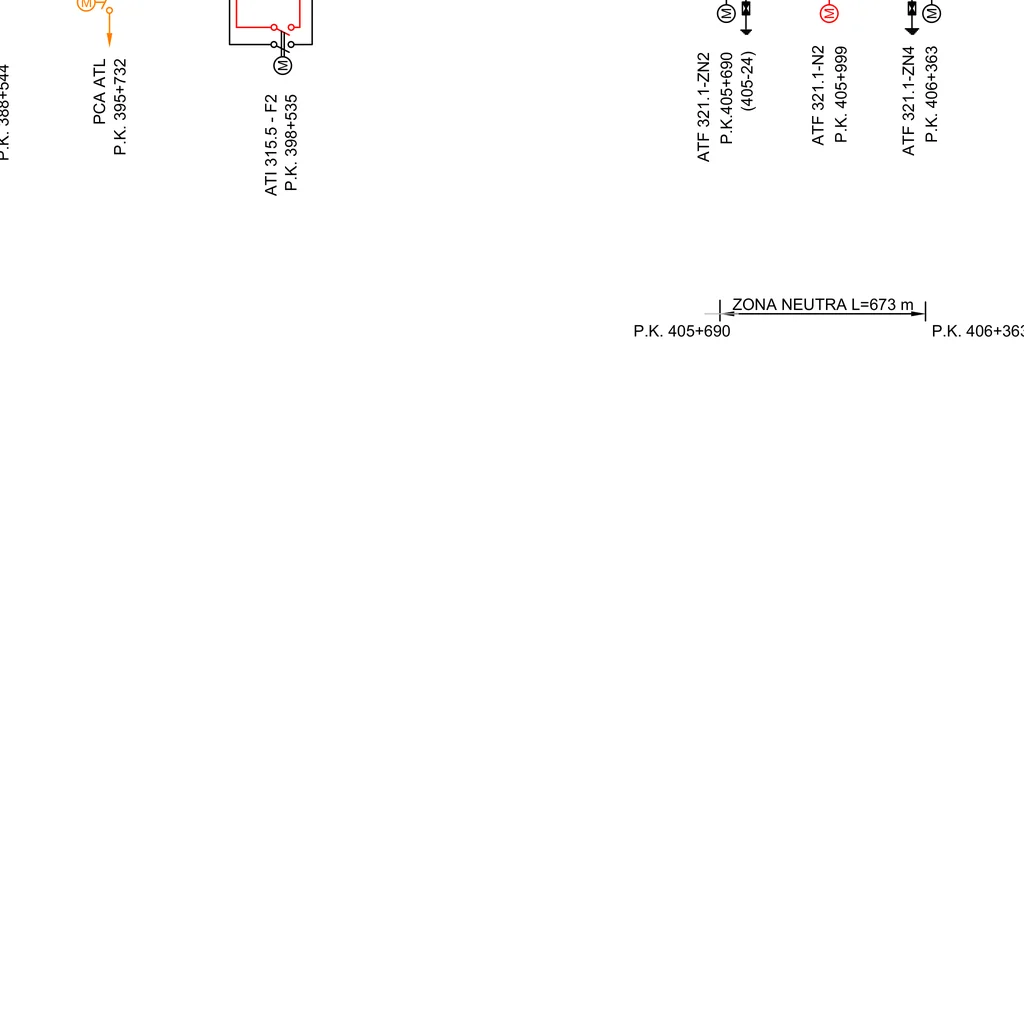 P.K. 388+544
M
PCA ATL
P.K. 395+732
M
ATI 315.5 - F2
P.K. 398+535
M
ATF 321.1-ZN2
P.K.405+690
(405-24)
M
ATF 321.1-N2
P.K. 405+999
M
ATF 321.1-ZN4
P.K. 406+363
ZONA NEUTRA L=673 m
P.K. 405+690
P.K. 406+363